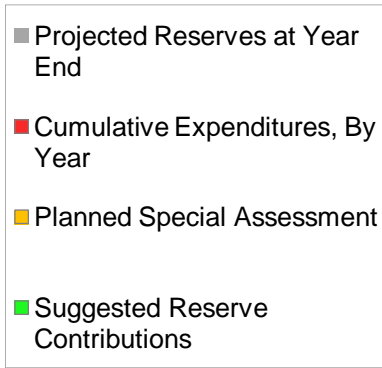 Projected Reserves at Year
End
Cumulative Expenditures, By
Year
Planned Special Assessment
Suggested Reserve
Contributions